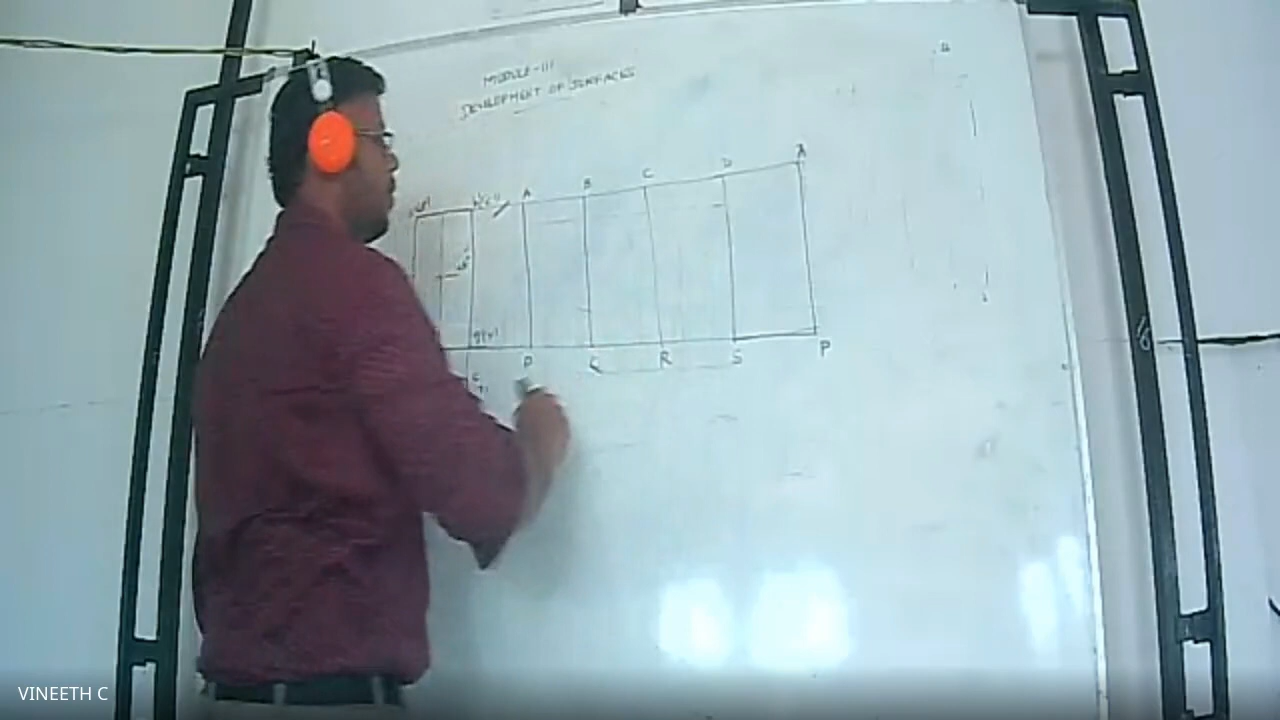 MODULE-III
DEVELOPMENT OF SURFACES
A B C D A
P Q R S P
VINEETH C